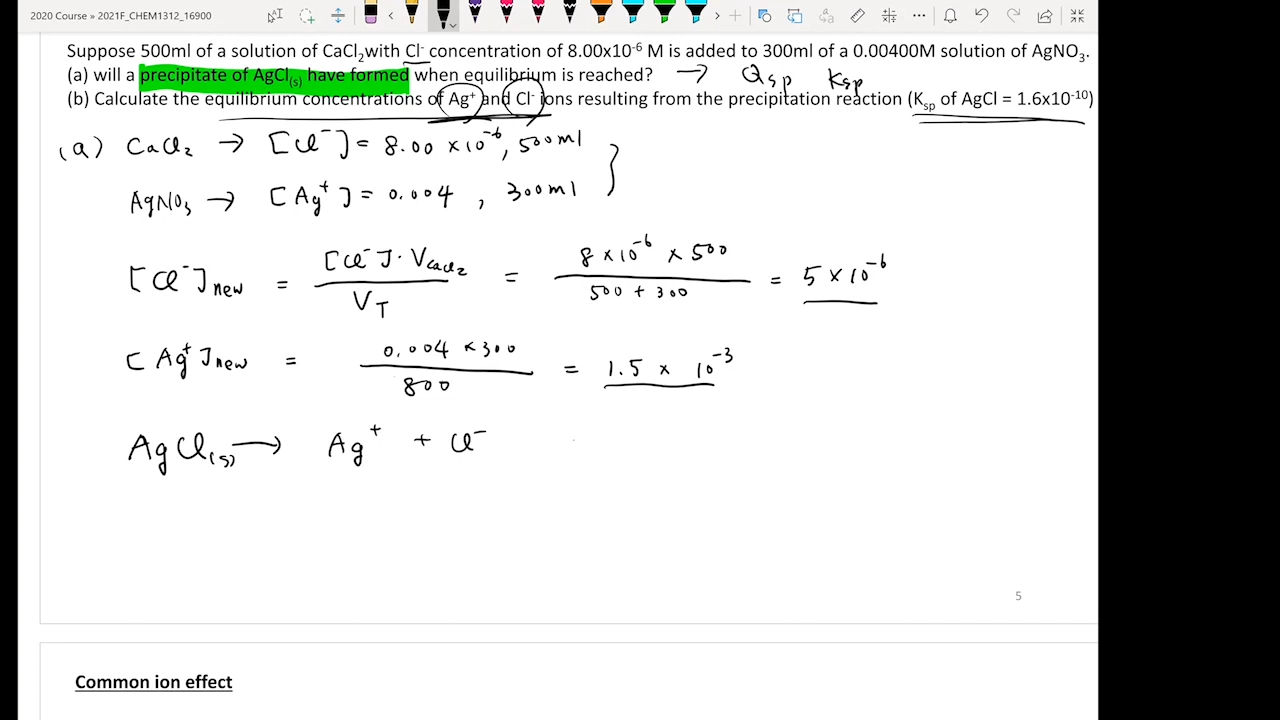 2020 Course » 2021F_CHEM1312_16900
Suppose 500ml of a solution of CaCl₂with Cl⁻ concentration of 8.00x10⁻⁶ M is added to 300ml of a 0.00400M solution of AgNO₃.
(a) will a precipitate of AgCl₍s₎ have formed when equilibrium is reached? → Qsp Ksp
(b) Calculate the equilibrium concentrations of Ag⁺ and Cl⁻ ions resulting from the precipitation reaction (Ksp of AgCl = 1.6x10⁻¹⁰)
(a) CaCl₂ → [Cl⁻] = 8.00 × 10⁻⁶, 500ml
AgNO₃ → [Ag⁺] = 0.004 , 300ml
[Cl⁻]new = [Cl⁻]·VCaCl₂ / VT = 8 × 10⁻⁶ × 500 / 500 + 300 = 5 × 10⁻⁶
[Ag⁺]new = 0.004 × 300 / 800 = 1.5 × 10⁻³
AgCl(s) → Ag⁺ + Cl⁻
5
Common ion effect